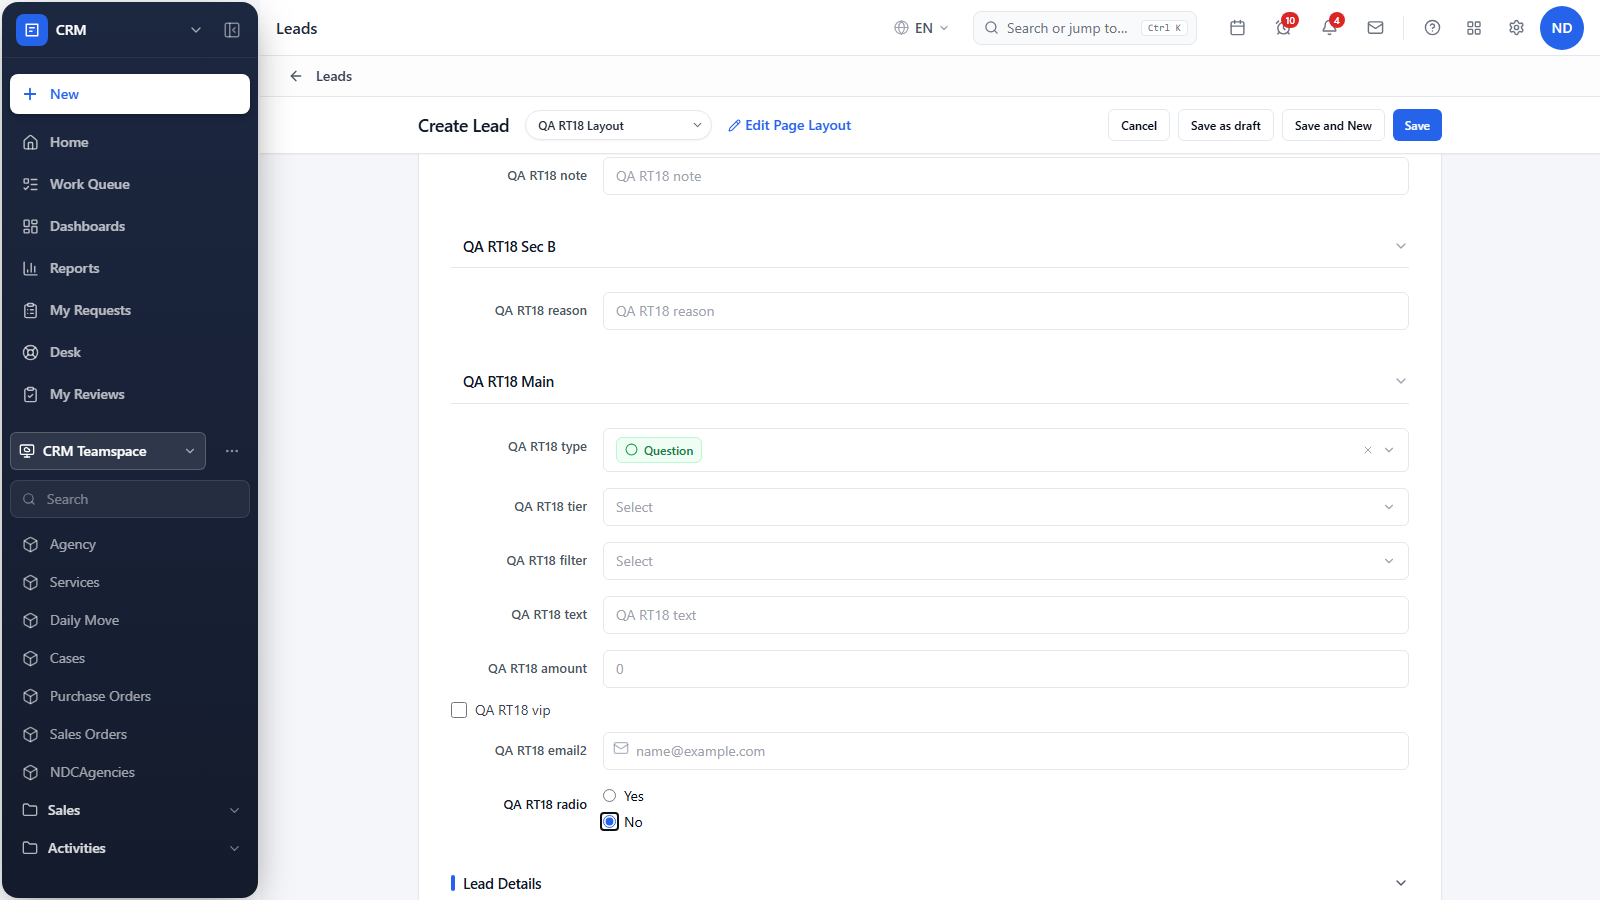 CRM
Leads
EN
Search or jump to...
Ctrl K
10
4
ND
Leads
New
Create Lead
QA RT18 Layout
Edit Page Layout
Cancel
Save as draft
Save and New
Save
Home
Work Queue
Dashboards
Reports
My Requests
Desk
My Reviews
CRM Teamspace
Search
Agency
Services
Daily Move
Cases
Purchase Orders
Sales Orders
NDCAgencies
Sales
Activities
QA RT18 note
QA RT18 note
QA RT18 Sec B
QA RT18 reason
QA RT18 reason
QA RT18 Main
QA RT18 type
Question
QA RT18 tier
Select
QA RT18 filter
Select
QA RT18 text
QA RT18 text
QA RT18 amount
0
QA RT18 vip
QA RT18 email2
name@example.com
QA RT18 radio
Yes
No
Lead Details